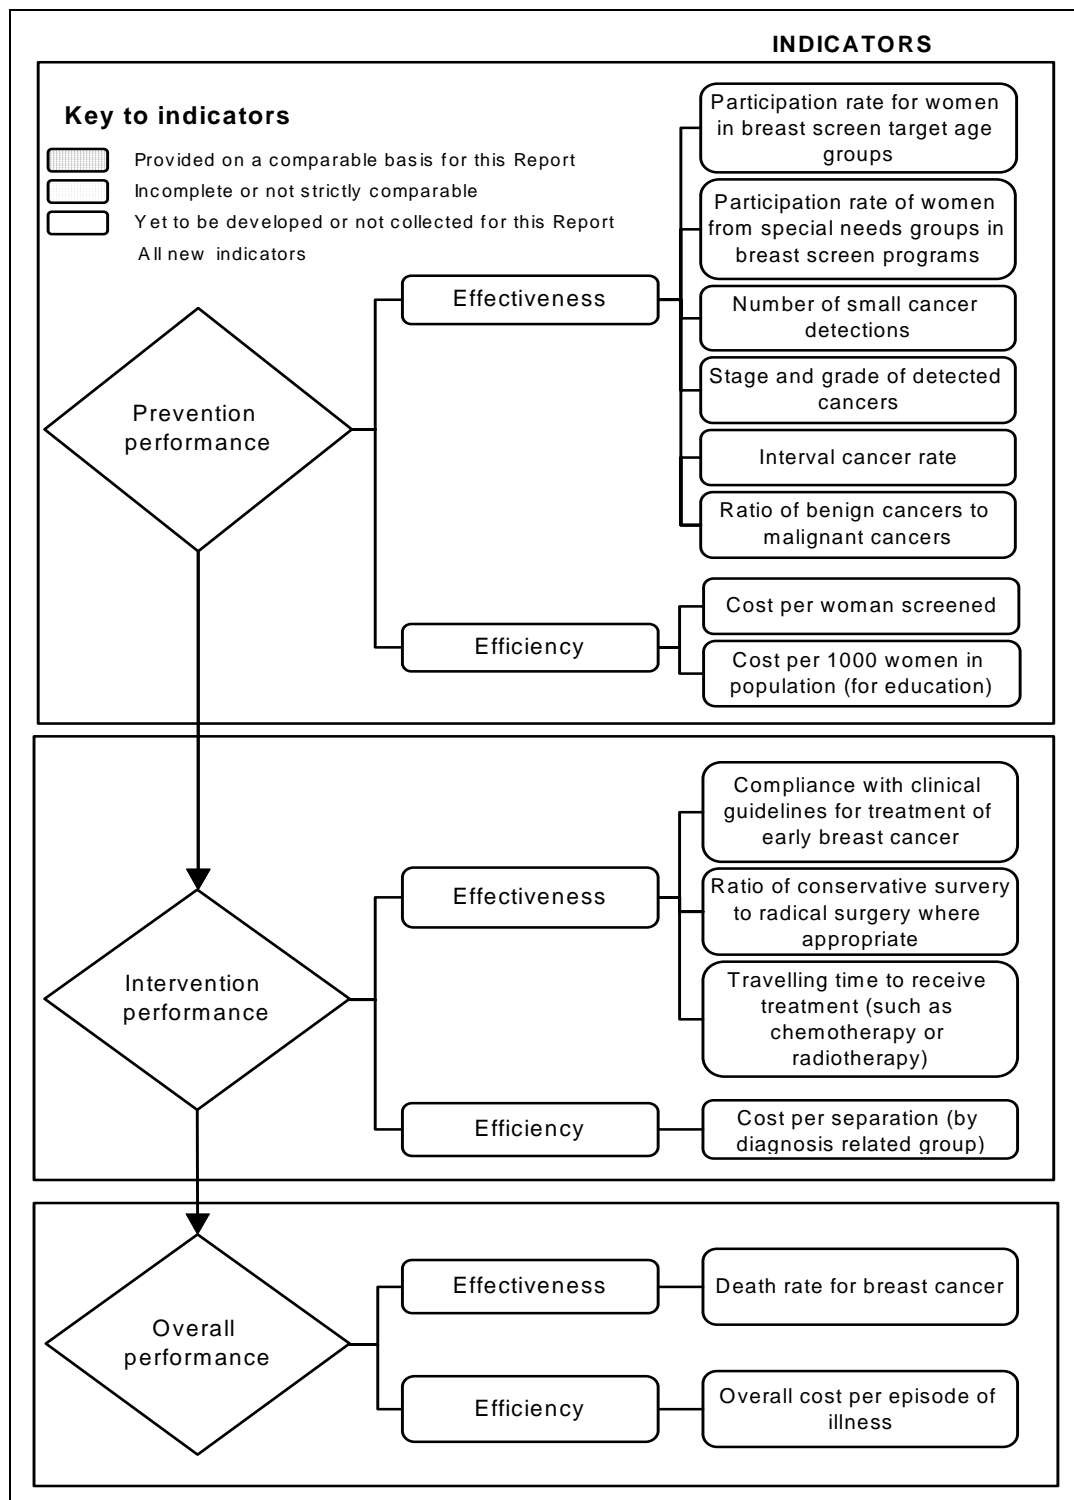 INDICATORS
Key to indicators
Provided on a comparable basis for this Report
Incomplete or not strictly comparable
Yet to be developed or not collected for this Report
All new indicators
Prevention
performance
Effectiveness
Participation rate for women
in breast screen target age
groups
Participation rate of women
from special needs groups in
breast screen programs
Number of small cancer
detections
Stage and grade of detected
cancers
Interval cancer rate
Ratio of benign cancers to
malignant cancers
Efficiency
Cost per woman screened
Cost per 1000 women in
population (for education)
Intervention
performance
Effectiveness
Compliance with clinical
guidelines for treatment of
early breast cancer
Ratio of conservative survery
to radical surgery where
appropriate
Travelling time to receive
treatment (such as
chemotherapy or
radiotherapy)
Efficiency
Cost per separation (by
diagnosis related group)
Overall
performance
Effectiveness
Death rate for breast cancer
Efficiency
Overall cost per episode of
illness